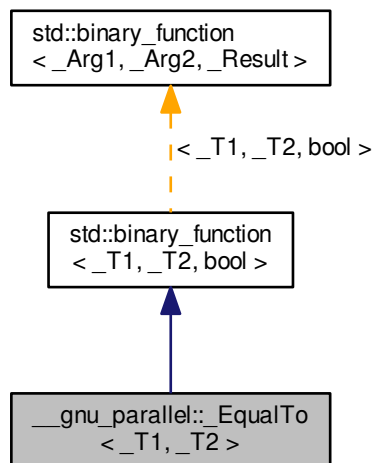 std::binary_function
< _Arg1, _Arg2, _Result >
< _T1, _T2, bool >
std::binary_function
< _T1, _T2, bool >
__gnu_parallel::_EqualTo
< _T1, _T2 >